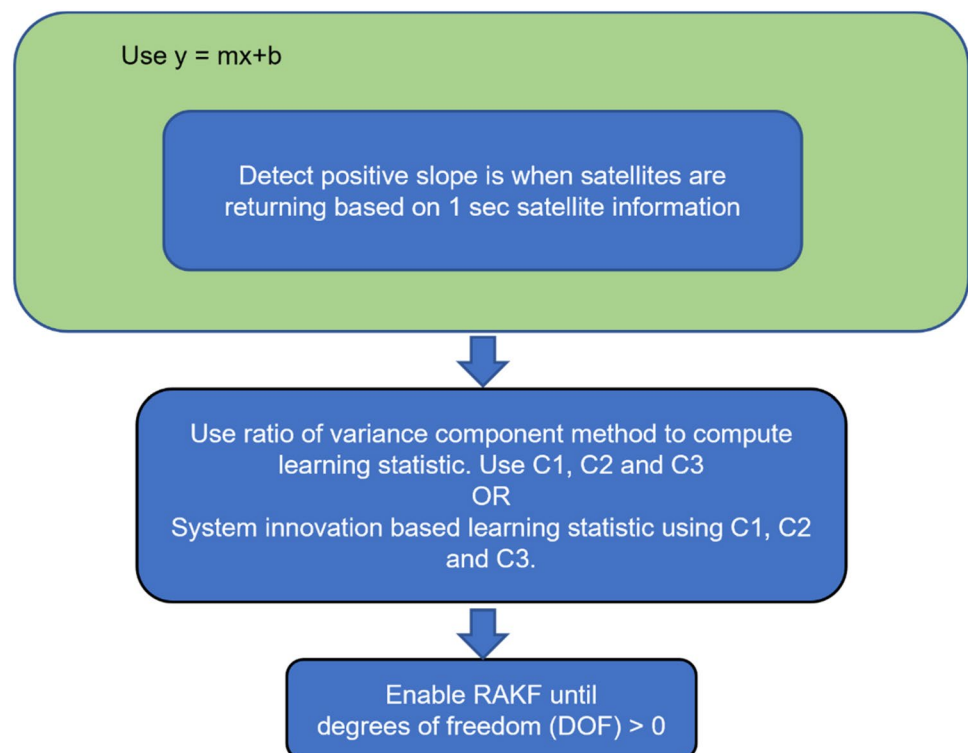 Use y = mx+b
Detect positive slope is when satellites are
returning based on 1 sec satellite information
Use ratio of variance component method to compute
learning statistic. Use C1, C2 and C3
OR
System innovation based learning statistic using C1, C2
and C3.
Enable RAKF until
degrees of freedom (DOF) > 0